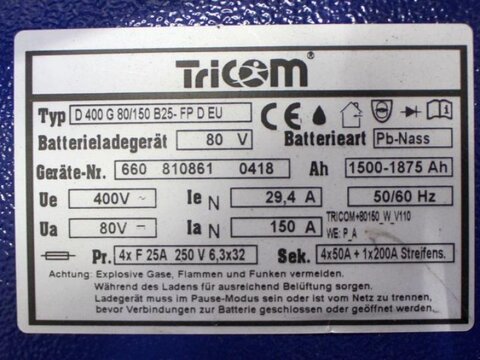 TriCOM®
Typ D 400 G 80/150 B25- FP D EU
Batterieladegerät 80 V Batterieart Pb-Nass
Geräte-Nr. 660 810861 0418 Ah 1500-1875 Ah
Ue 400V ~ Ie N 29,4 A 50/60 Hz
Ua 80V - Ia N 150 A TRICOM+80150_W_V110
WE: P_A
Pr. 4x F 25A 250 V 6,3x32 Sek. 4x50A + 1x200A Streifens.
Achtung: Explosive Gase, Flammen und Funken vermeiden.
Während des Ladens für ausreichend Belüftung sorgen.
Ladegerät muss im Pause-Modus sein oder ist vom Netz zu trennen,
bevor Verbindungen zur Batterie geschlossen oder geöffnet werden.